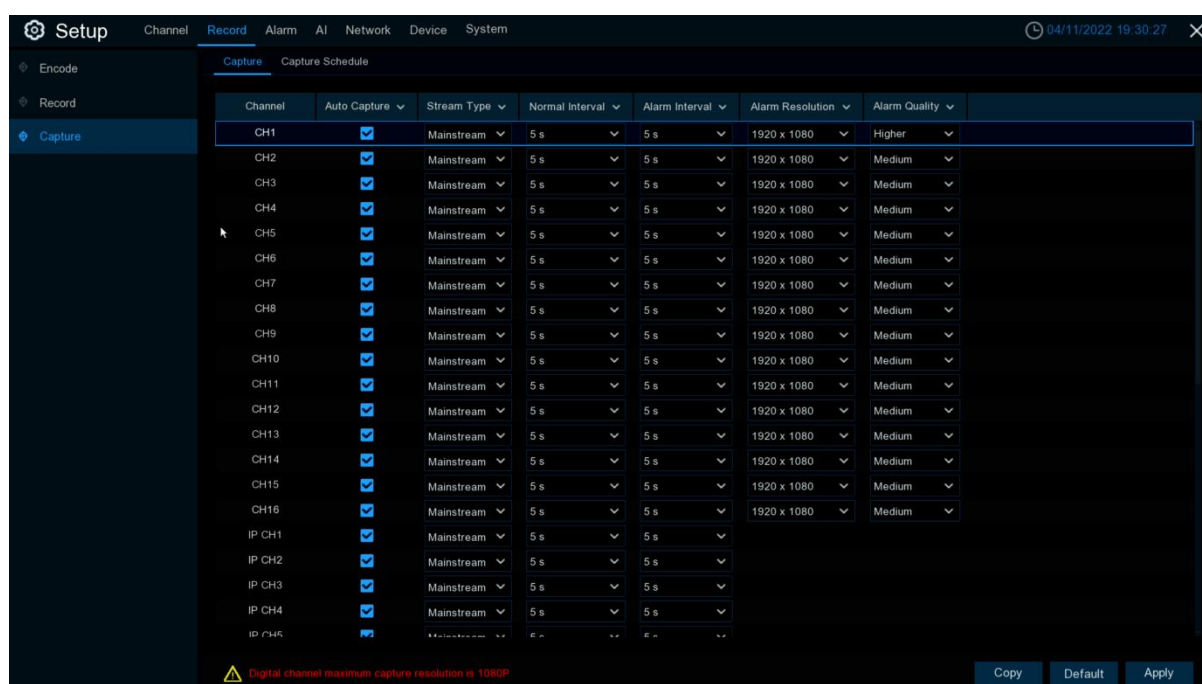 Setup Channel Record Alarm AI Network Device System 04/11/2022 19:30:27
Encode
Record
Capture
Capture Capture Schedule
Channel Auto Capture Stream Type Normal Interval Alarm Interval Alarm Resolution Alarm Quality
CH1 Mainstream 5 s 5 s 1920 x 1080 Higher
CH2 Mainstream 5 s 5 s 1920 x 1080 Medium
CH3 Mainstream 5 s 5 s 1920 x 1080 Medium
CH4 Mainstream 5 s 5 s 1920 x 1080 Medium
CH5 Mainstream 5 s 5 s 1920 x 1080 Medium
CH6 Mainstream 5 s 5 s 1920 x 1080 Medium
CH7 Mainstream 5 s 5 s 1920 x 1080 Medium
CH8 Mainstream 5 s 5 s 1920 x 1080 Medium
CH9 Mainstream 5 s 5 s 1920 x 1080 Medium
CH10 Mainstream 5 s 5 s 1920 x 1080 Medium
CH11 Mainstream 5 s 5 s 1920 x 1080 Medium
CH12 Mainstream 5 s 5 s 1920 x 1080 Medium
CH13 Mainstream 5 s 5 s 1920 x 1080 Medium
CH14 Mainstream 5 s 5 s 1920 x 1080 Medium
CH15 Mainstream 5 s 5 s 1920 x 1080 Medium
CH16 Mainstream 5 s 5 s 1920 x 1080 Medium
IP CH1 Mainstream 5 s 5 s
IP CH2 Mainstream 5 s 5 s
IP CH3 Mainstream 5 s 5 s
IP CH4 Mainstream 5 s 5 s
IP CH5 Mainstream 5 s 5 s
Digital channel maximum capture resolution is 1080P
Copy Default Apply